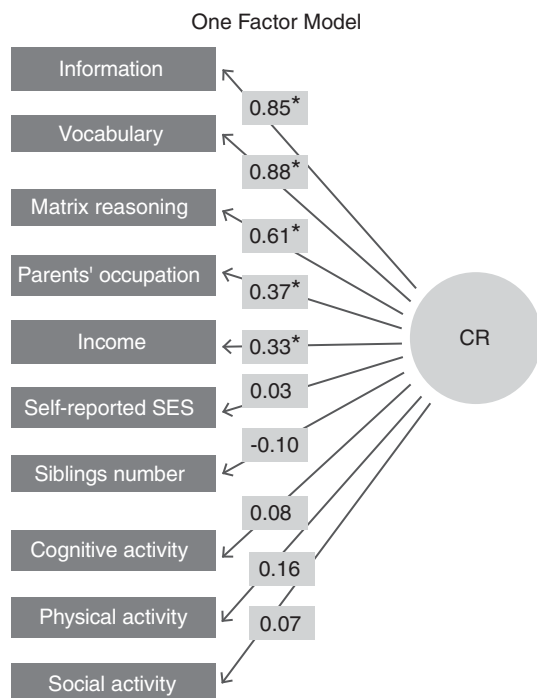 One Factor Model
Information
0.85*
Vocabulary
0.88*
Matrix reasoning
0.61*
Parents' occupation
0.37*
Income
0.33*
CR
Self-reported SES
0.03
Siblings number
-0.10
Cognitive activity
0.08
Physical activity
0.16
Social activity
0.07